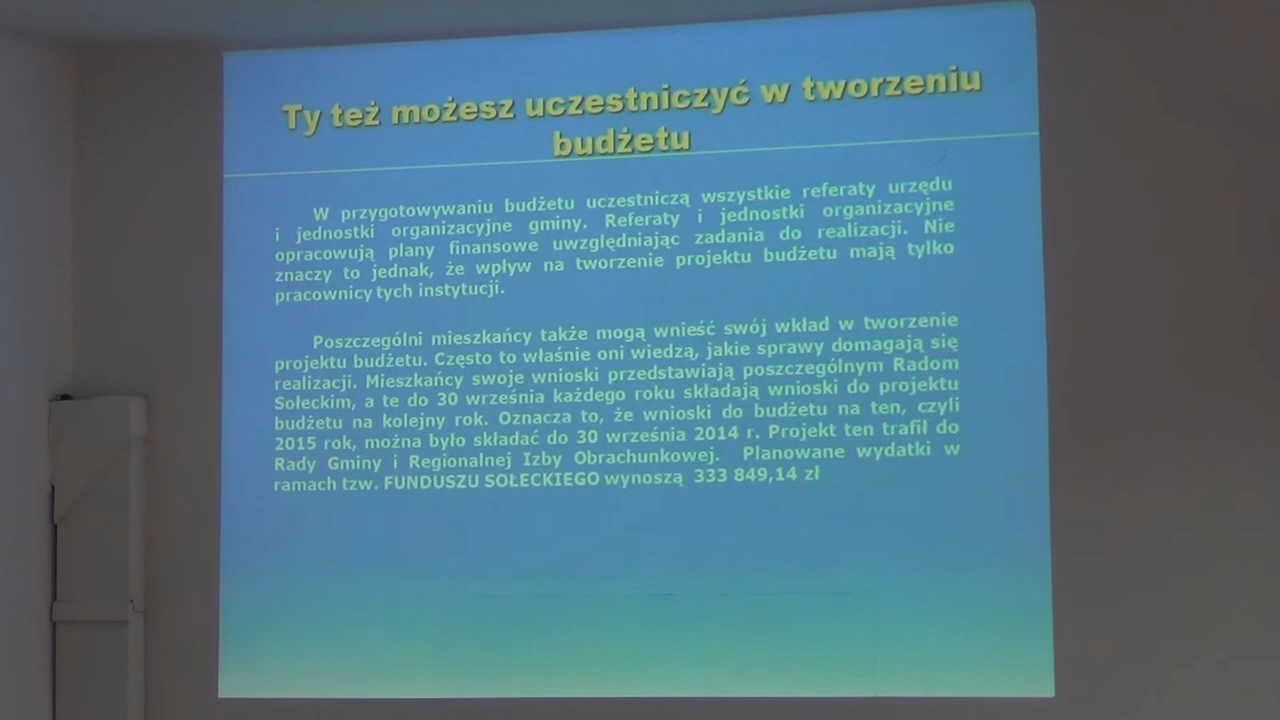 Ty też możesz uczestniczyć w tworzeniu
budżetu
W przygotowywaniu budżetu uczestniczą wszystkie referaty urzędu
i jednostki organizacyjne gminy. Referaty i jednostki organizacyjne
opracowują plany finansowe uwzględniając zadania do realizacji. Nie
znaczy to jednak, że wpływ na tworzenie projektu budżetu mają tylko
pracownicy tych instytucji.
Poszczególni mieszkańcy także mogą wnieść swój wkład w tworzenie
projektu budżetu. Często to właśnie oni wiedzą, jakie sprawy domagają się
realizacji. Mieszkańcy swoje wnioski przedstawiają poszczególnym Radom
Sołeckim, a te do 30 września każdego roku składają wnioski do projektu
budżetu na kolejny rok. Oznacza to, że wnioski do budżetu na ten, czyli
2015 rok, można było składać do 30 września 2014 r. Projekt ten trafił do
Rady Gminy i Regionalnej Izby Obrachunkowej. Planowane wydatki w
ramach tzw. FUNDUSZU SOŁECKIEGO wynoszą 333 849,14 zł